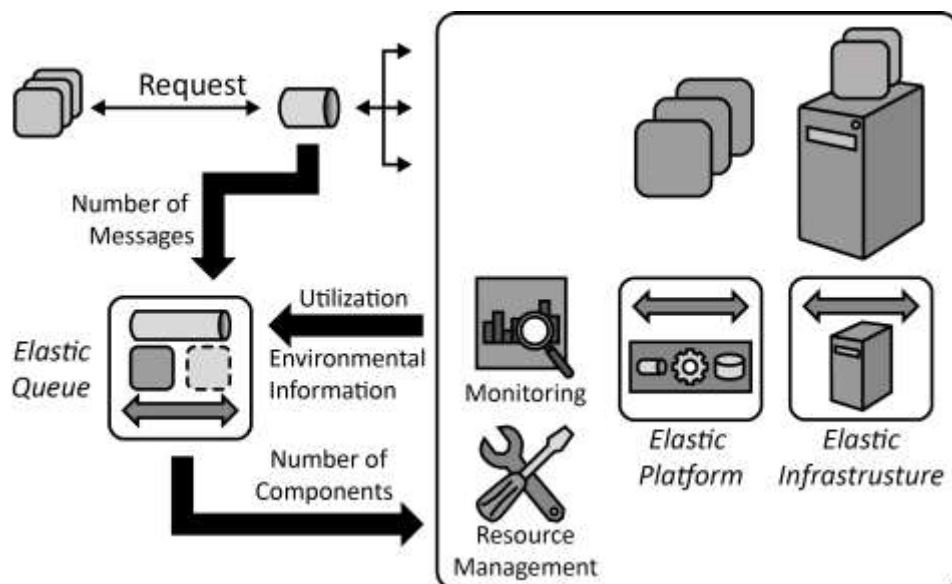 Request
Number of
Messages
Elastic
Queue
Utilization
Environmental
Information
Number of
Components
Monitoring
Resource
Management
Elastic
Platform
Elastic
Infrastrusture